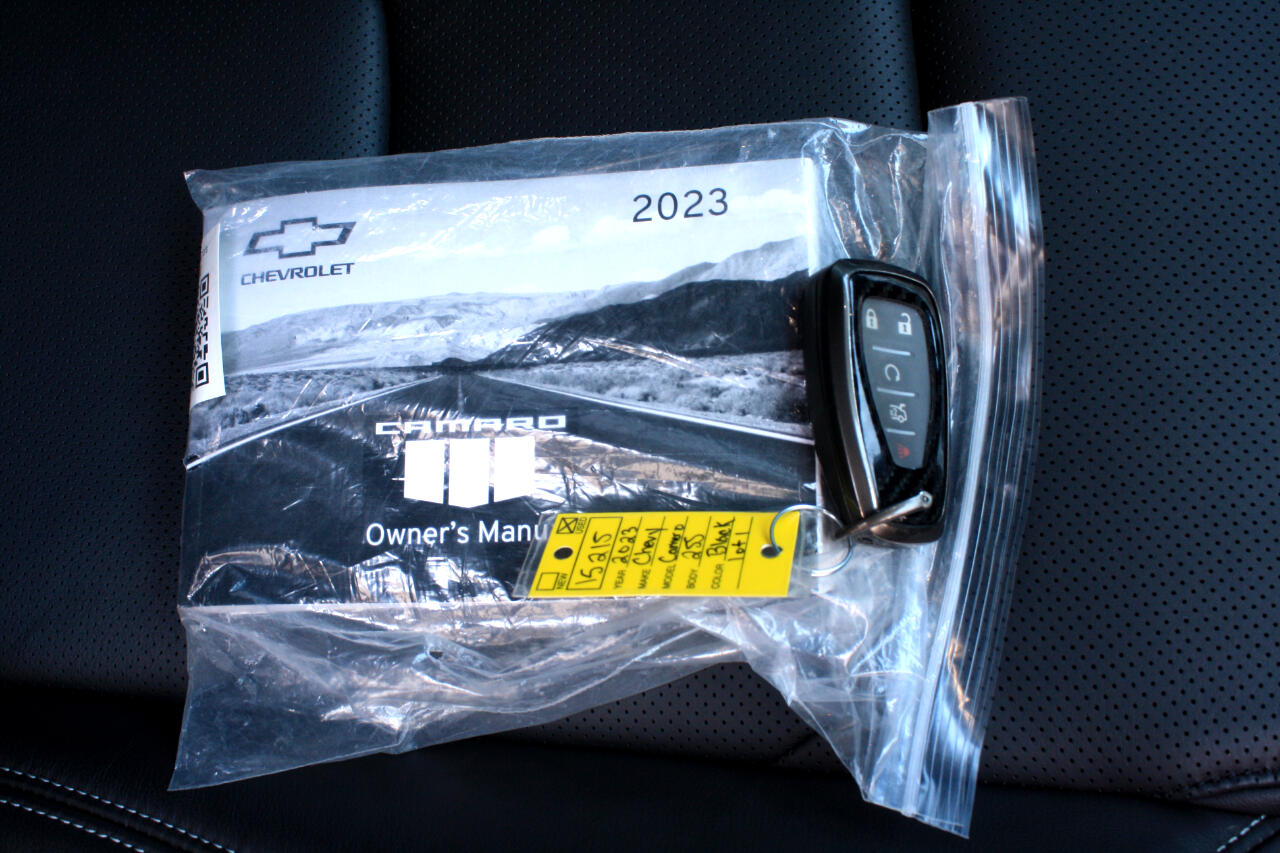 2023
CHEVROLET
CAMARO
Owner's Manu
NEW
USED
15215
YEAR 2023
MAKE Chevy
MODEL Camaro
BODY 2SS
COLOR Black
lot 1